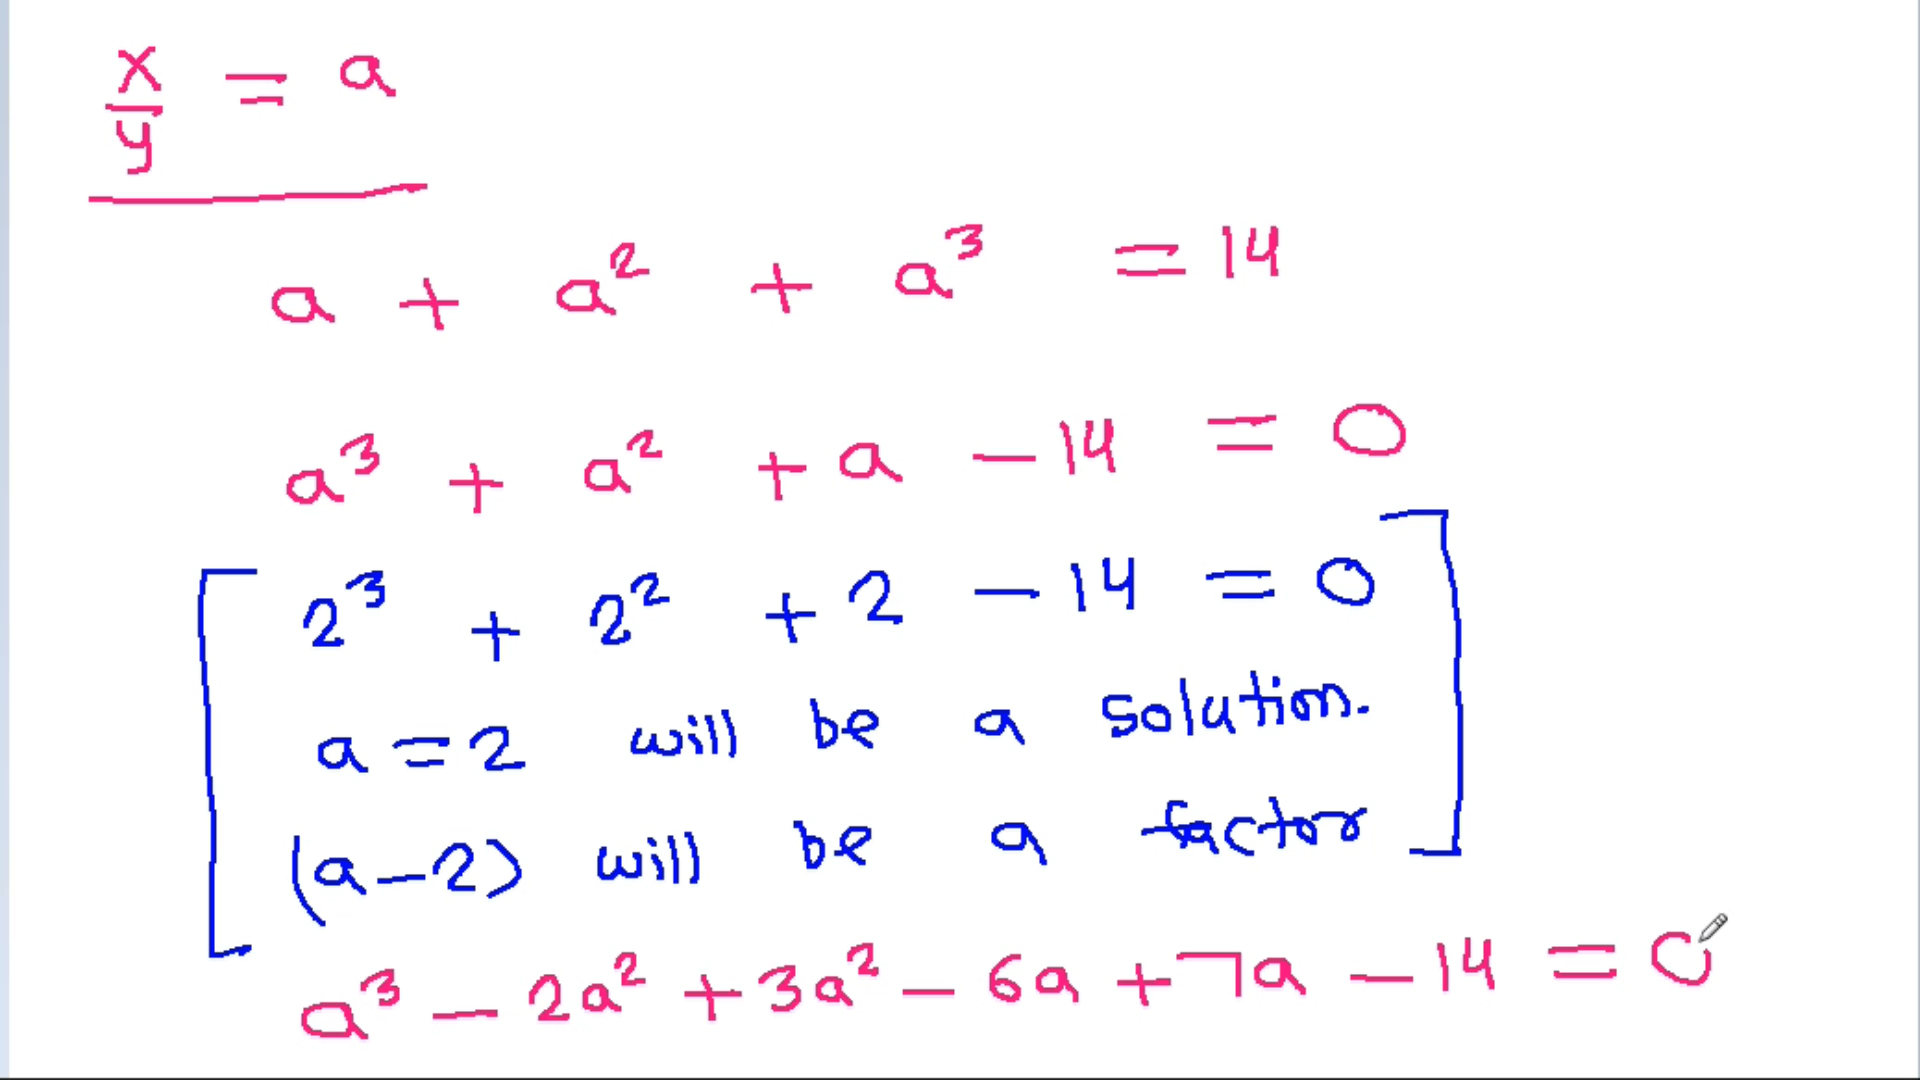 x/y = a
a + a² + a³ = 14
a³ + a² + a - 14 = 0
2³ + 2² + 2 - 14 = 0
a = 2 will be a solution.
(a-2) will be a factor
a³ - 2a² + 3a² - 6a + 7a - 14 = 0